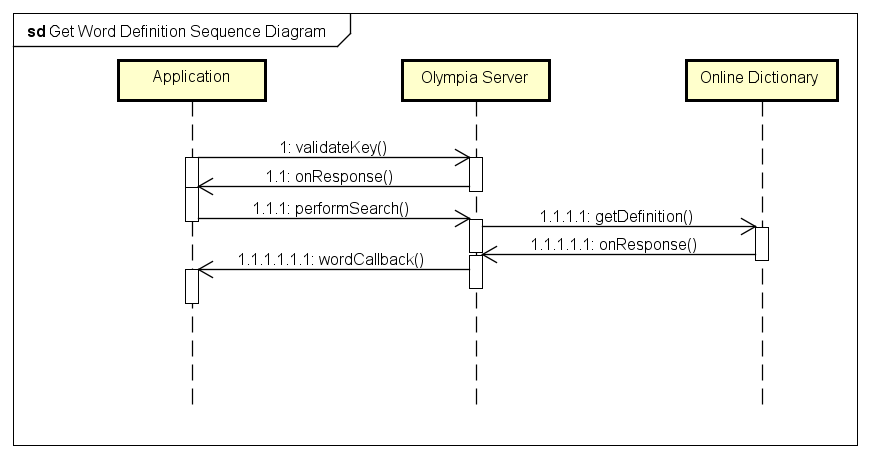 sd Get Word Definition Sequence Diagram
Application
Olympia Server
Online Dictionary
1: validateKey()
1.1: onResponse()
1.1.1: performSearch()
1.1.1.1: getDefinition()
1.1.1.1.1: onResponse()
1.1.1.1.1.1: wordCallback()